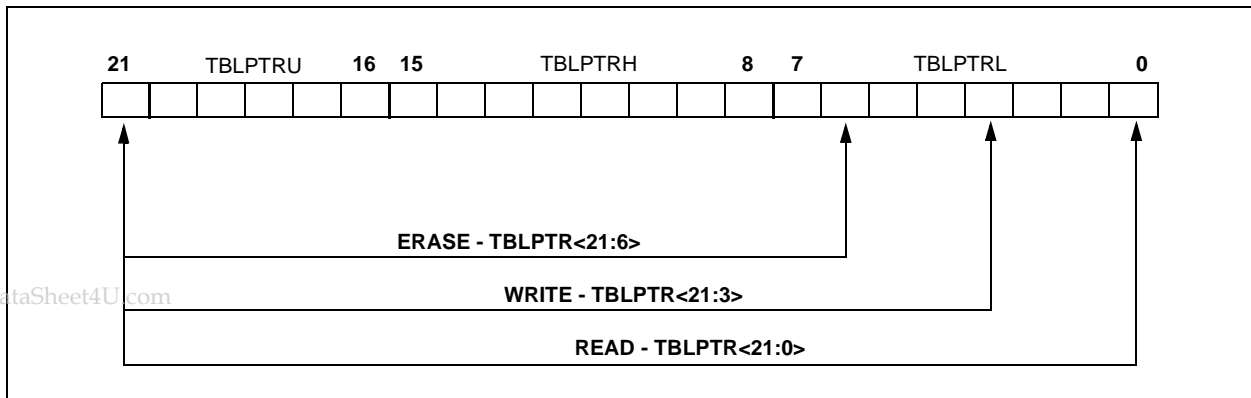 21 TBLPTRU 16 15 TBLPTRH 8 7 TBLPTRL 0
ERASE - TBLPTR<21:6>
ataSheet4U.com
WRITE - TBLPTR<21:3>
READ - TBLPTR<21:0>